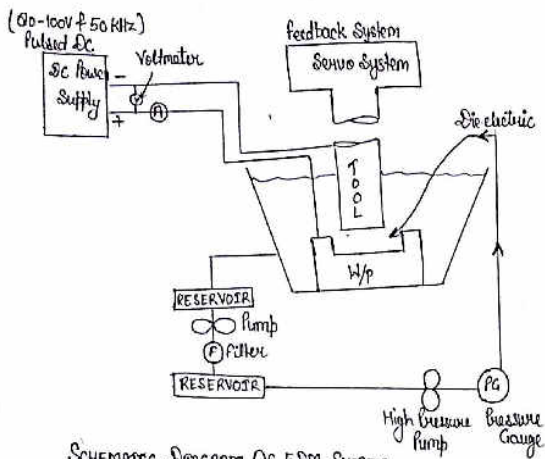 (80-100V & 50 KHz)
Pulsed Dc.
Dc Power
Supply
-
+
Voltmeter
V
A
feedback System
Servo System
Die-electric
TOOL
W/p
RESERVOIR
Pump
F Filter
RESERVOIR
High Pressure
Pump
PG
Pressure
Gauge
SCHEMATIC DIAGRAM OF EDM SYSTEM